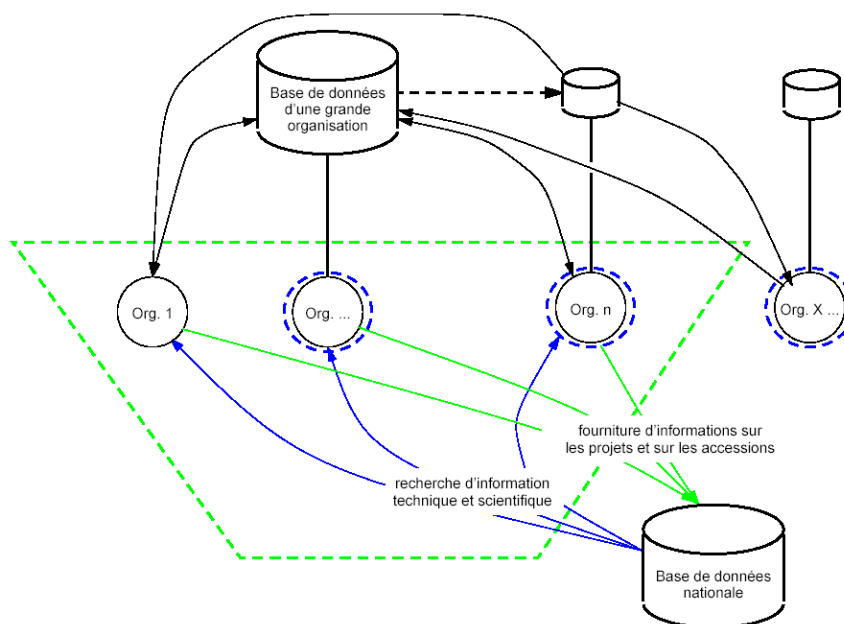 Base de données
d'une grande
organisation
Org. 1
Org. ...
Org. n
Org. X ...
fourniture d'informations sur
les projets et sur les accessions
recherche d'information
technique et scientifique
Base de données
nationale